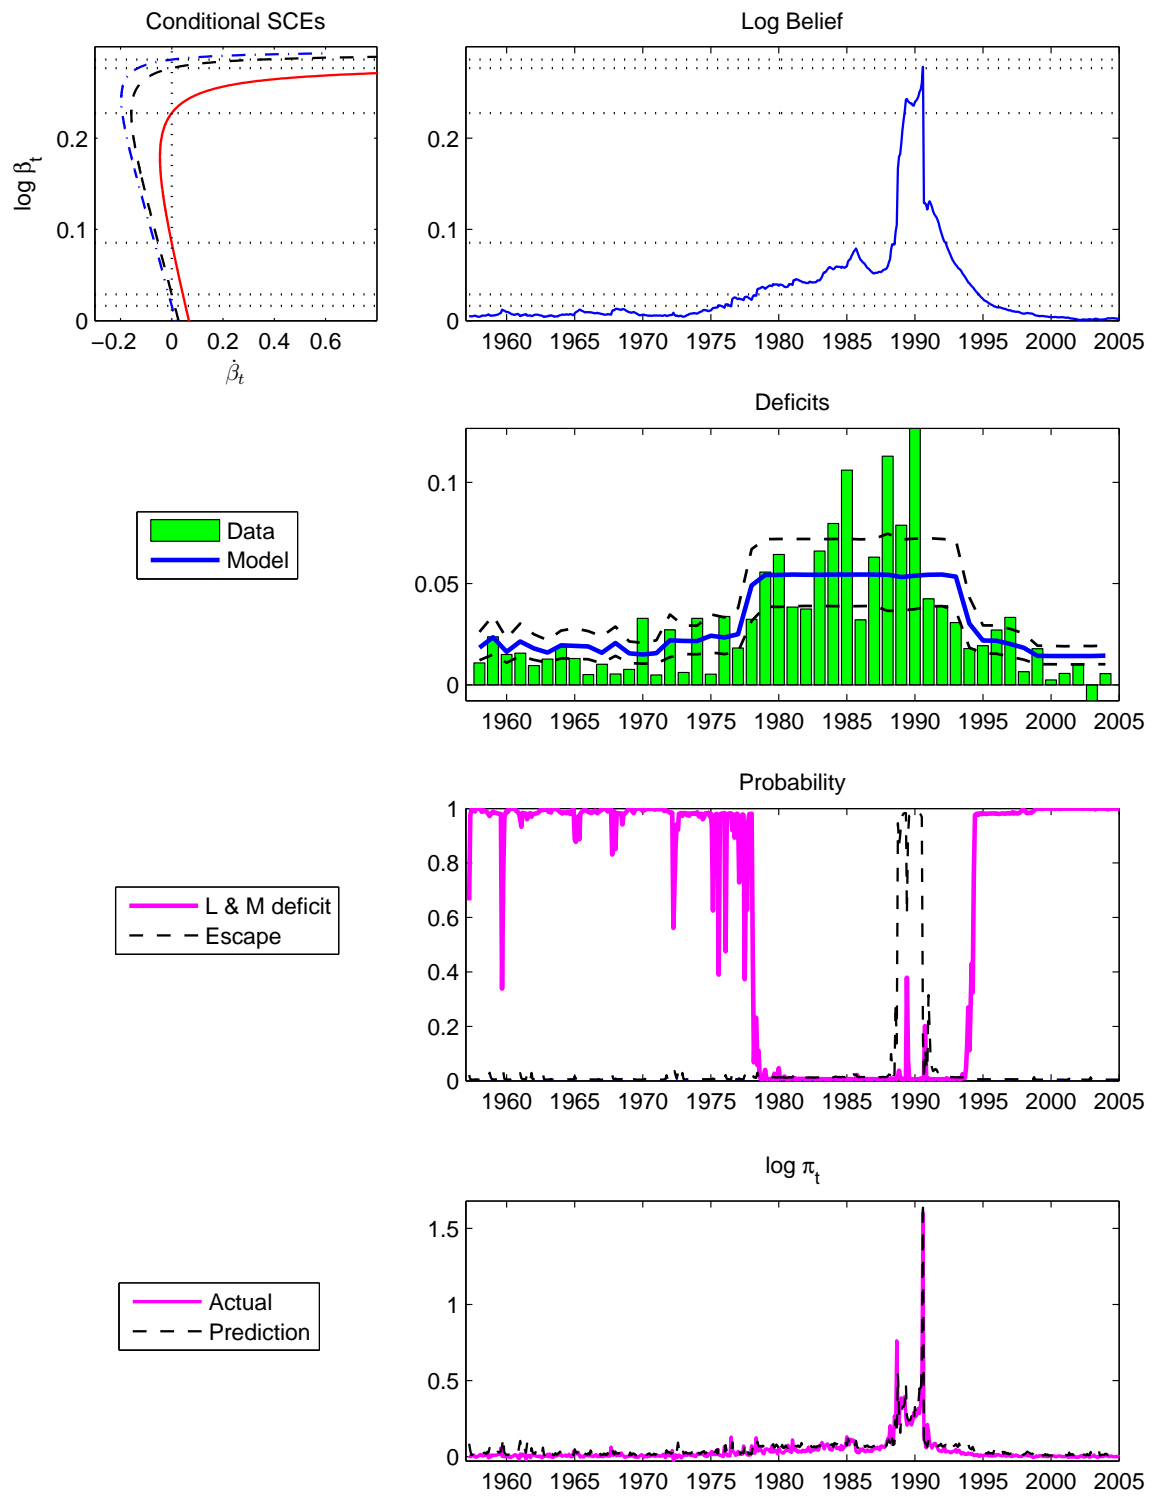 Conditional SCEs
Log Belief
log β_t
0.2
0.1
0
−0.2 0 0.2 0.4 0.6
β̇_t
0.2
0.1
0
1960 1965 1970 1975 1980 1985 1990 1995 2000 2005
Deficits
Data
Model
0.1
0.05
0
1960 1965 1970 1975 1980 1985 1990 1995 2000 2005
Probability
L & M deficit
Escape
1
0.8
0.6
0.4
0.2
0
1960 1965 1970 1975 1980 1985 1990 1995 2000 2005
log π_t
Actual
Prediction
1.5
1
0.5
0
1960 1965 1970 1975 1980 1985 1990 1995 2000 2005